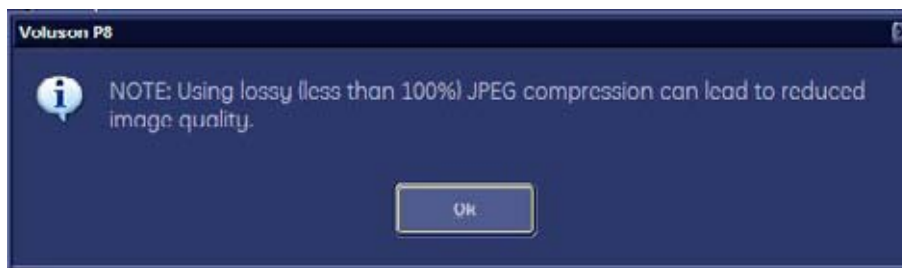 Voluson P8
NOTE: Using lossy (less than 100%) JPEG compression can lead to reduced
image quality.
Ok